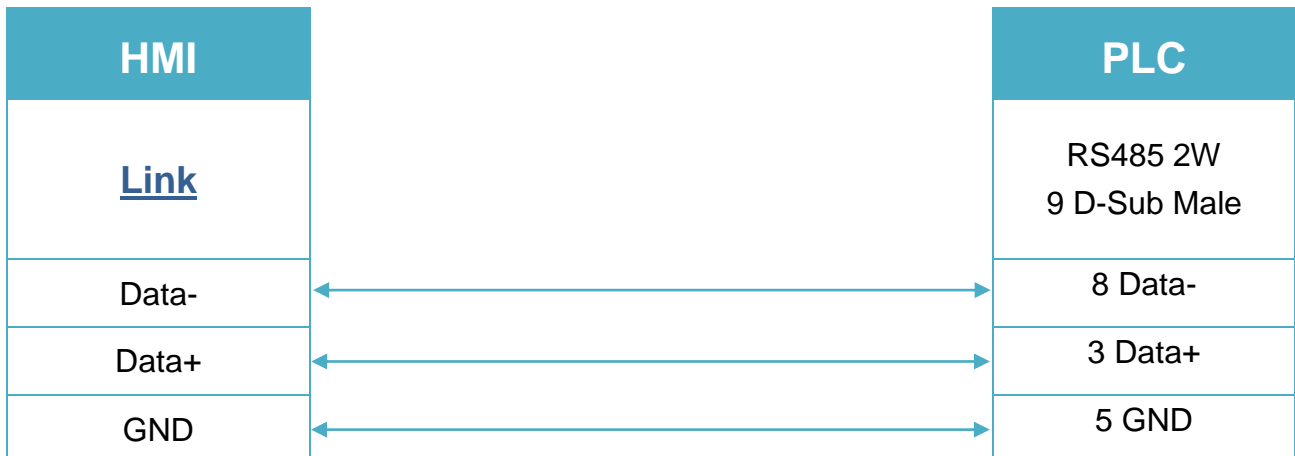 HMI
PLC
Link
RS485 2W
9 D-Sub Male
Data-
8 Data-
Data+
3 Data+
GND
5 GND